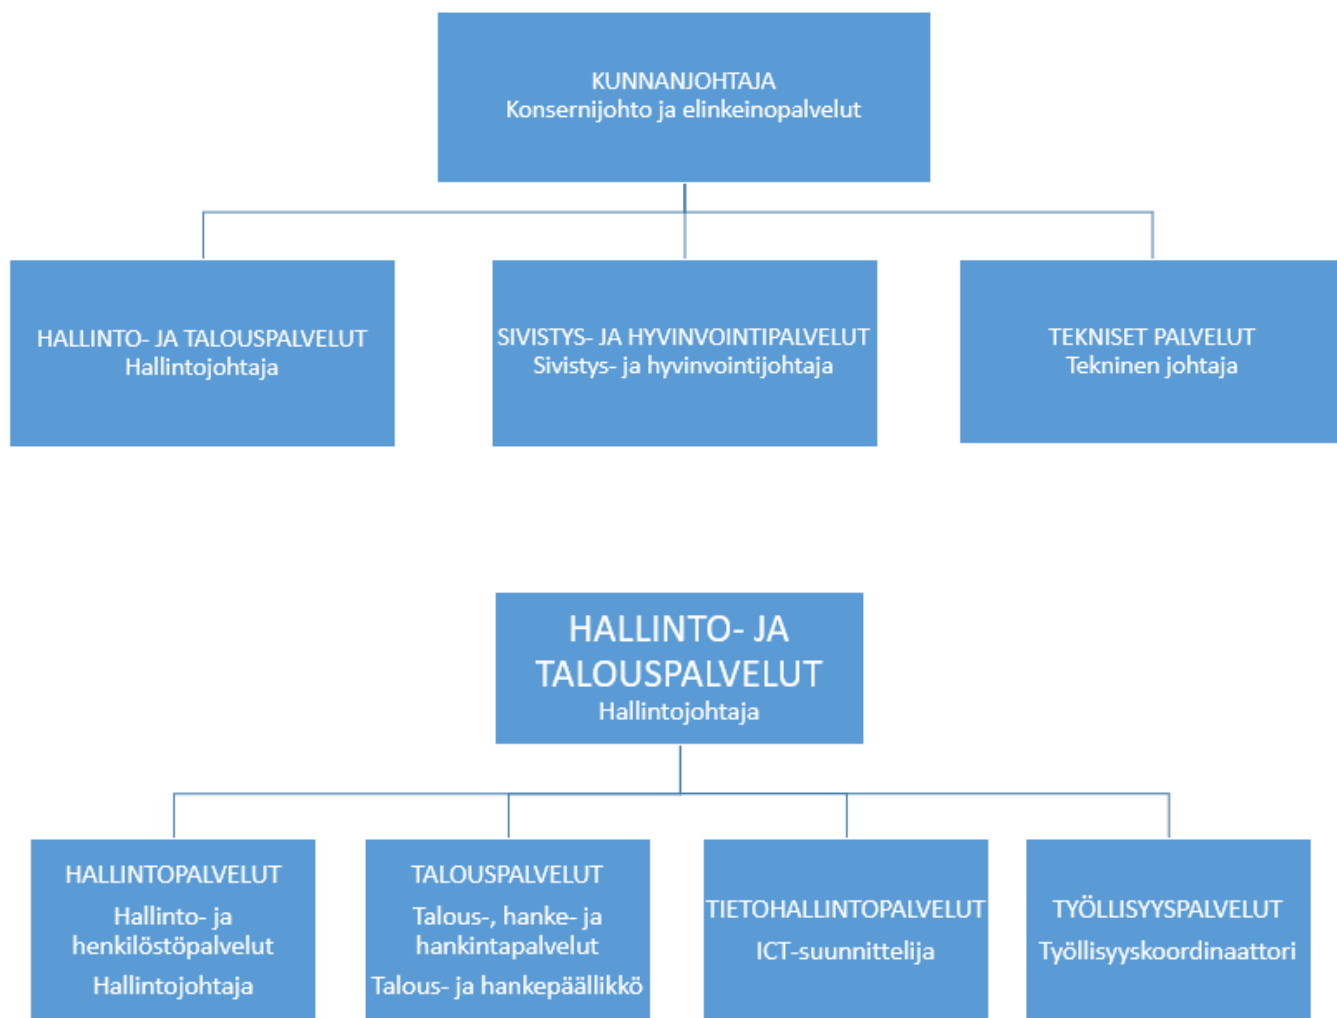 KUNNANJOHTAJA
Konsernijohto ja elinkeinopalvelut
HALLINTO- JA TALOUSPALVELUT
Hallintojohtaja
SIVISTYS- JA HYVINVOINTIPALVELUT
Sivistys- ja hyvinvointijohtaja
TEKNISET PALVELUT
Tekninen johtaja
HALLINTO- JA
TALOUSPALVELUT
Hallintojohtaja
HALLINTOPALVELUT
Hallinto- ja
henkilöstöpalvelut
Hallintojohtaja
TALOUSPALVELUT
Talous-, hanke- ja
hankintapalvelut
Talous- ja hankepäällikkö
TIETOHALLINTOPALVELUT
ICT-suunnittelija
TYÖLLISYYSPALVELUT
Työllisyyskoordinaattori